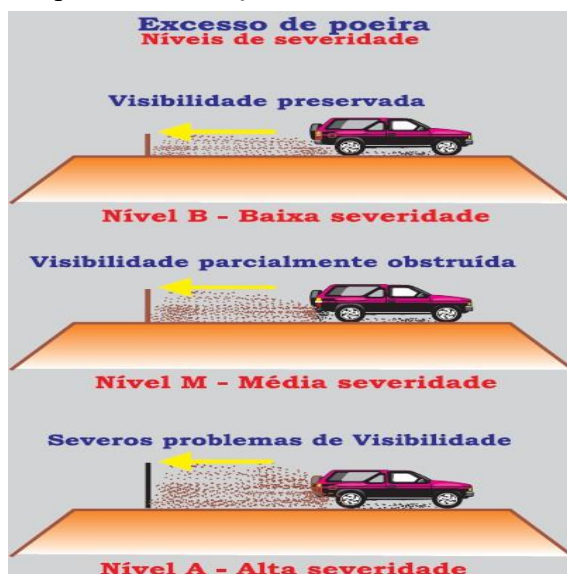 Excesso de poeira
Níveis de severidade
Visibilidade preservada
Nível B - Baixa severidade
Visibilidade parcialmente obstruída
Nível M - Média severidade
Severos problemas de Visibilidade
Nível A - Alta severidade